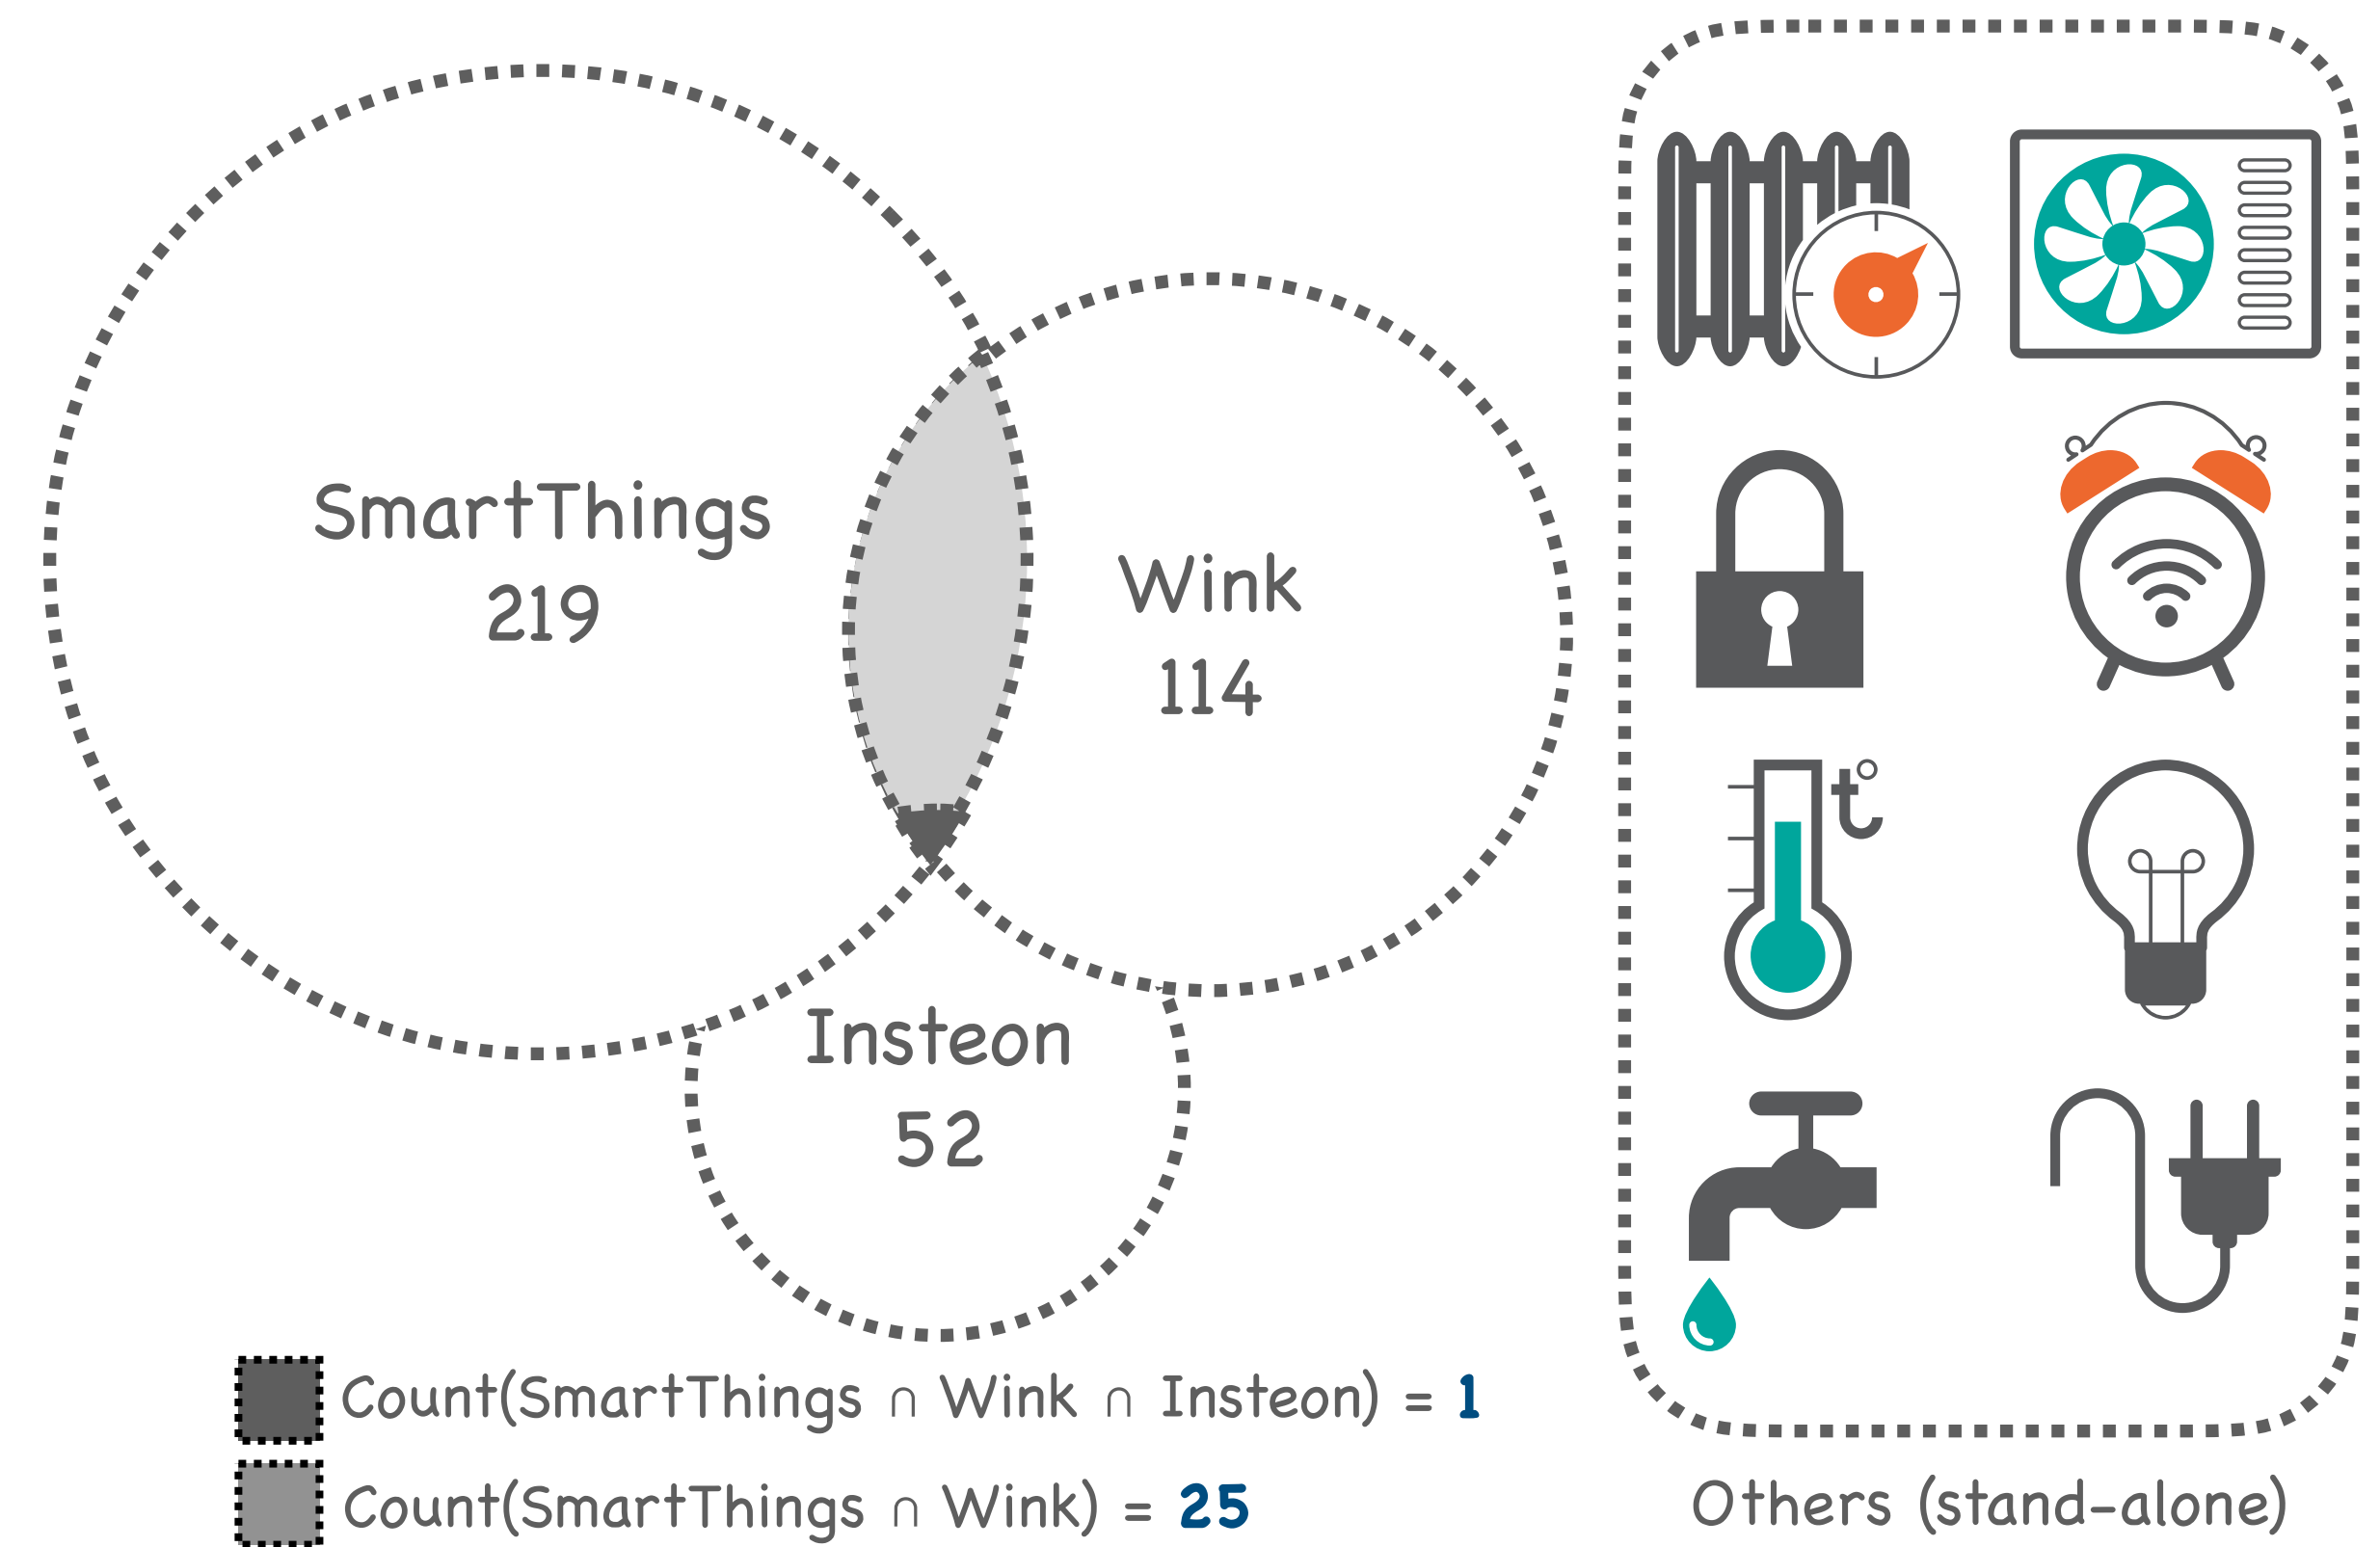 SmartThings
219
Wink
114
Insteon
52
t°
Count(SmartThings ∩ Wink ∩ Insteon) = 1
Count(SmartThings ∩ Wink) = 25
Others (stand-alone)